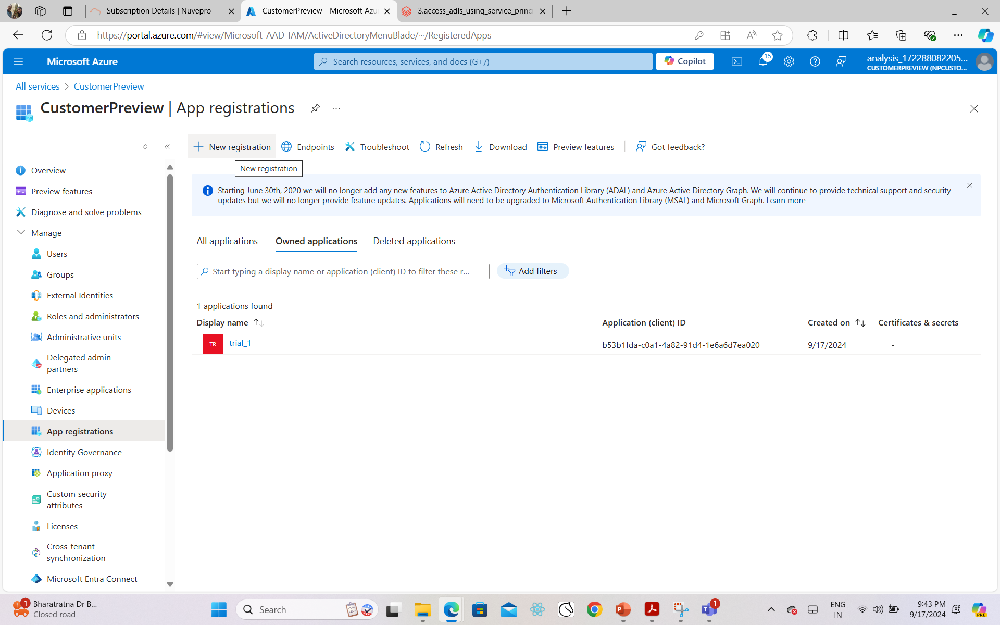 Subscription Details | Nuvepro
CustomerPreview - Microsoft Azu
3.access_adls_using_service_princi
https://portal.azure.com/#view/Microsoft_AAD_IAM/ActiveDirectoryMenuBlade/~/RegisteredApps
Microsoft Azure
Search resources, services, and docs (G+/)
Copilot
15
analysis_172288082205...
CUSTOMERPREVIEW (NPCUSTO...
All services > CustomerPreview
CustomerPreview | App registrations
New registration
Endpoints
Troubleshoot
Refresh
Download
Preview features
Got feedback?
New registration
Overview
Preview features
Diagnose and solve problems
Manage
Users
Groups
External Identities
Roles and administrators
Administrative units
Delegated admin
partners
Enterprise applications
Devices
App registrations
Identity Governance
Application proxy
Custom security
attributes
Licenses
Cross-tenant
synchronization
Microsoft Entra Connect
Starting June 30th, 2020 we will no longer add any new features to Azure Active Directory Authentication Library (ADAL) and Azure Active Directory Graph. We will continue to provide technical support and security
updates but we will no longer provide feature updates. Applications will need to be upgraded to Microsoft Authentication Library (MSAL) and Microsoft Graph. Learn more
All applications
Owned applications
Deleted applications
Start typing a display name or application (client) ID to filter these r...
Add filters
1 applications found
Display name
Application (client) ID
Created on
Certificates & secrets
TR
trial_1
b53b1fda-c0a1-4a82-91d4-1e6a6d7ea020
9/17/2024
-
1
Bharatratna Dr B...
Closed road
Search
1
ENG
IN
9:43 PM
9/17/2024
PRE